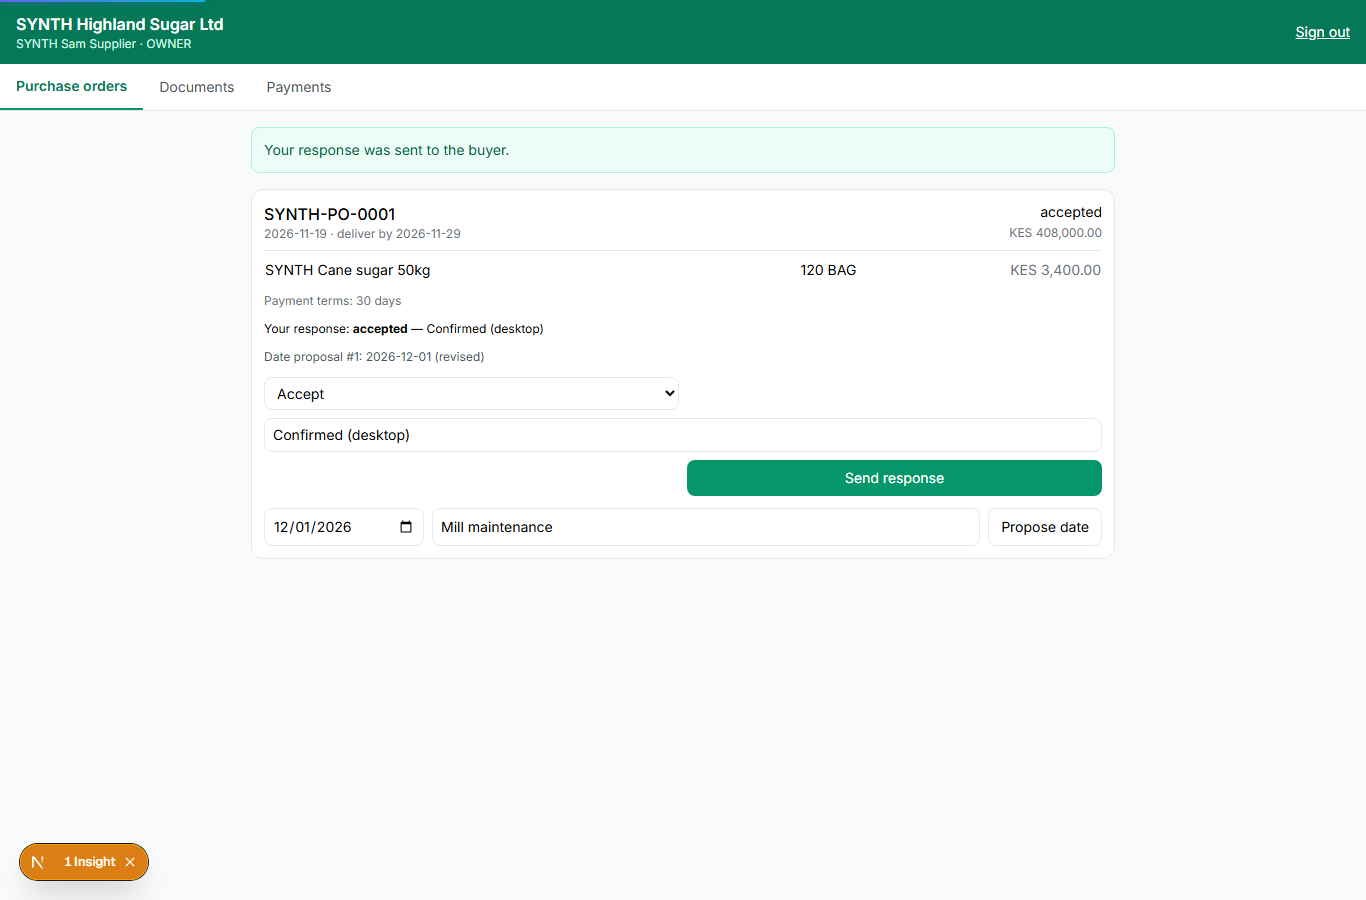 SYNTH Highland Sugar Ltd
SYNTH Sam Supplier · OWNER
Sign out
Purchase orders
Documents
Payments
Your response was sent to the buyer.
SYNTH-PO-0001
accepted
2026-11-19 · deliver by 2026-11-29
KES 408,000.00
SYNTH Cane sugar 50kg
120 BAG
KES 3,400.00
Payment terms: 30 days
Your response: accepted — Confirmed (desktop)
Date proposal #1: 2026-12-01 (revised)
Accept
Confirmed (desktop)
Send response
12/01/2026
Mill maintenance
Propose date
N
1 Insight